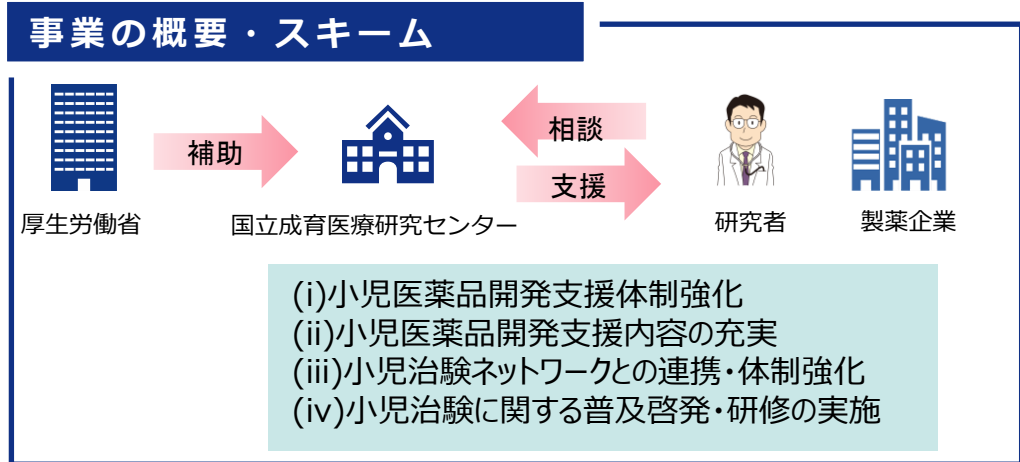 事業の概要・スキーム
補助
相談
支援
厚生労働省
国立成育医療研究センター
研究者
製薬企業
(i)小児医薬品開発支援体制強化
(ii)小児医薬品開発支援内容の充実
(iii)小児治験ネットワークとの連携・体制強化
(iv)小児治験に関する普及啓発・研修の実施